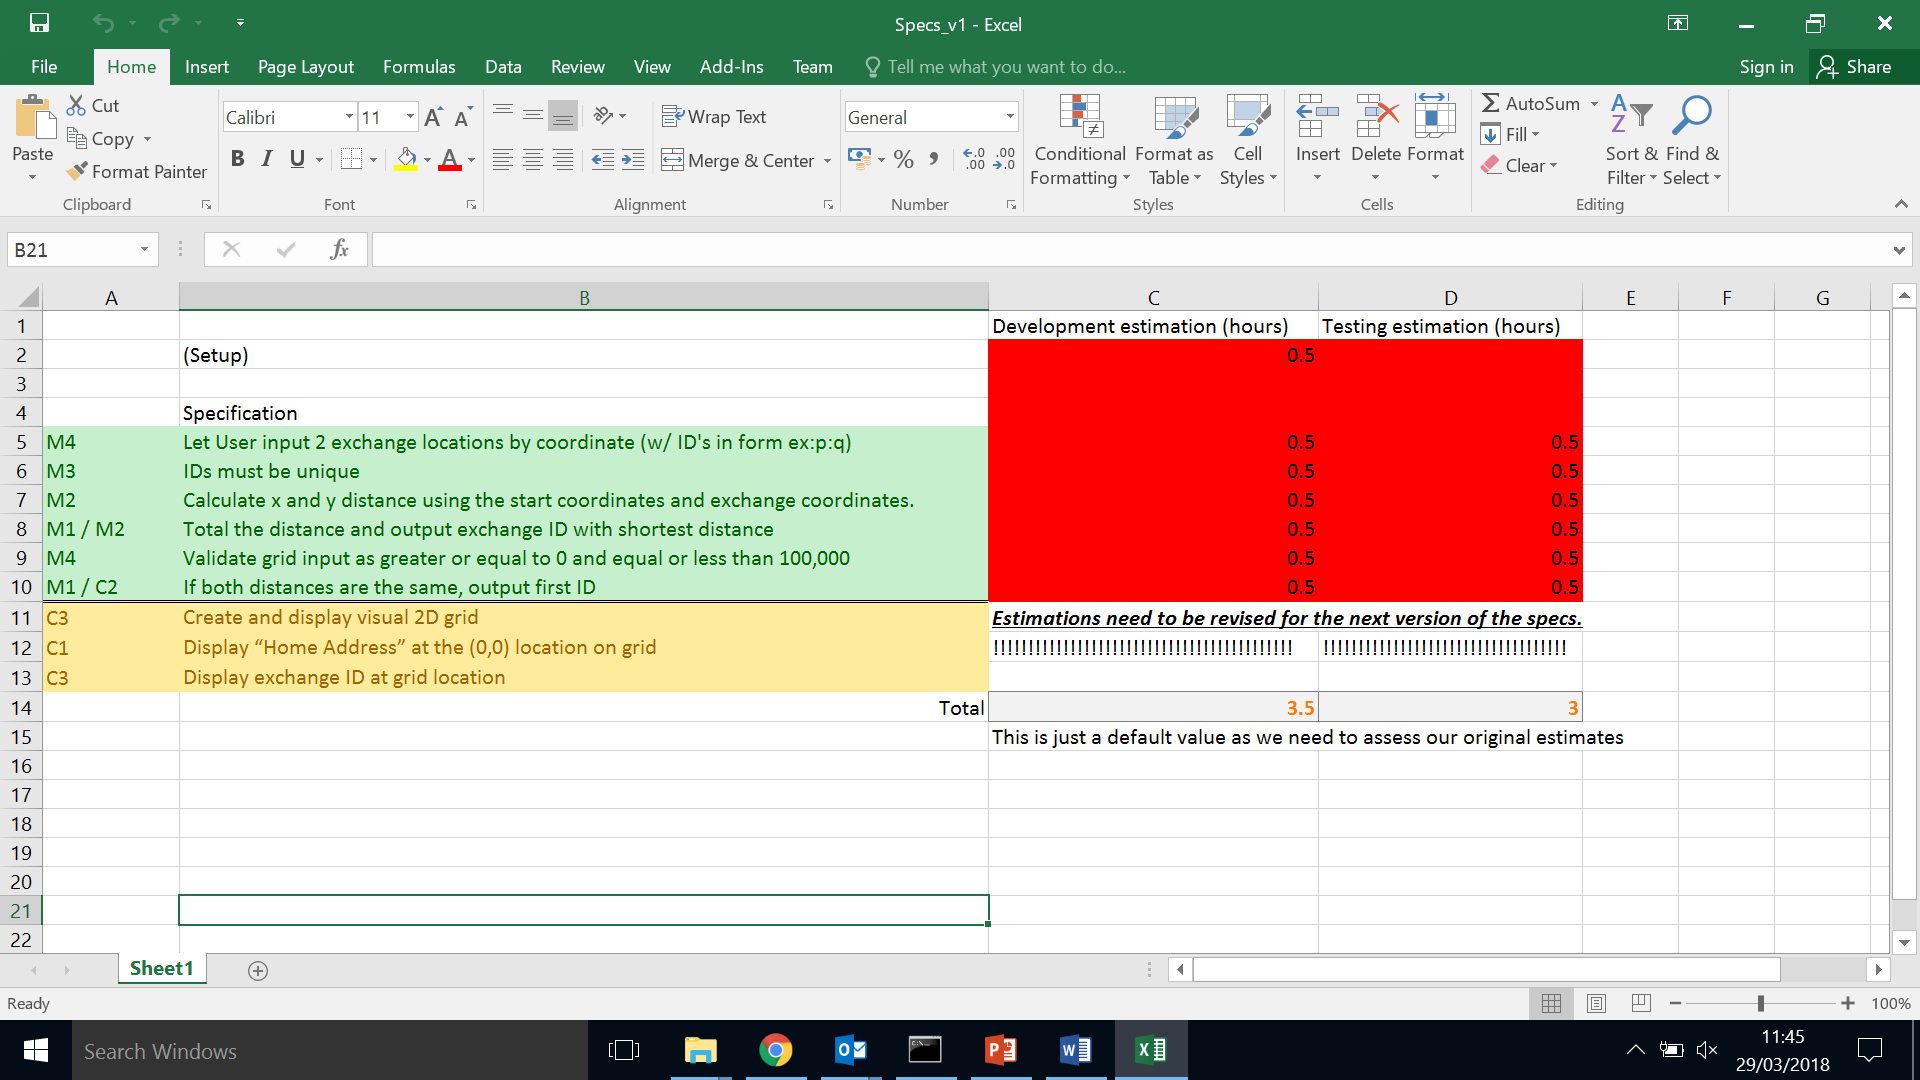 Specs_v1 - Excel
File Home Insert Page Layout Formulas Data Review View Add-Ins Team Tell me what you want to do... Sign in Share
Paste
Cut
Copy
Format Painter
Clipboard
Calibri 11
B I U
Font
Wrap Text
Merge & Center
Alignment
General
Number
Conditional Formatting
Format as Table
Cell Styles
Styles
Insert Delete Format
Cells
AutoSum
Fill
Clear
Sort & Filter
Find & Select
Editing
B21 fx
A B C D E F G
1 Development estimation (hours) Testing estimation (hours)
2 (Setup) 0.5
3
4 Specification
5 M4 Let User input 2 exchange locations by coordinate (w/ ID's in form ex:p:q) 0.5 0.5
6 M3 IDs must be unique 0.5 0.5
7 M2 Calculate x and y distance using the start coordinates and exchange coordinates. 0.5 0.5
8 M1 / M2 Total the distance and output exchange ID with shortest distance 0.5 0.5
9 M4 Validate grid input as greater or equal to 0 and equal or less than 100,000 0.5 0.5
10 M1 / C2 If both distances are the same, output first ID 0.5 0.5
11 C3 Create and display visual 2D grid Estimations need to be revised for the next version of the specs.
12 C1 Display “Home Address” at the (0,0) location on grid !!!!!!!!!!!!!!!!!!!!!!!!!!!!!!!!!!!!!!!!!!! !!!!!!!!!!!!!!!!!!!!!!!!!!!!!!!!!!!
13 C3 Display exchange ID at grid location
14 Total 3.5 3
15 This is just a default value as we need to assess our original estimates
16
17
18
19
20
21
22
Sheet1
Ready 100%
Search Windows
11:45
29/03/2018